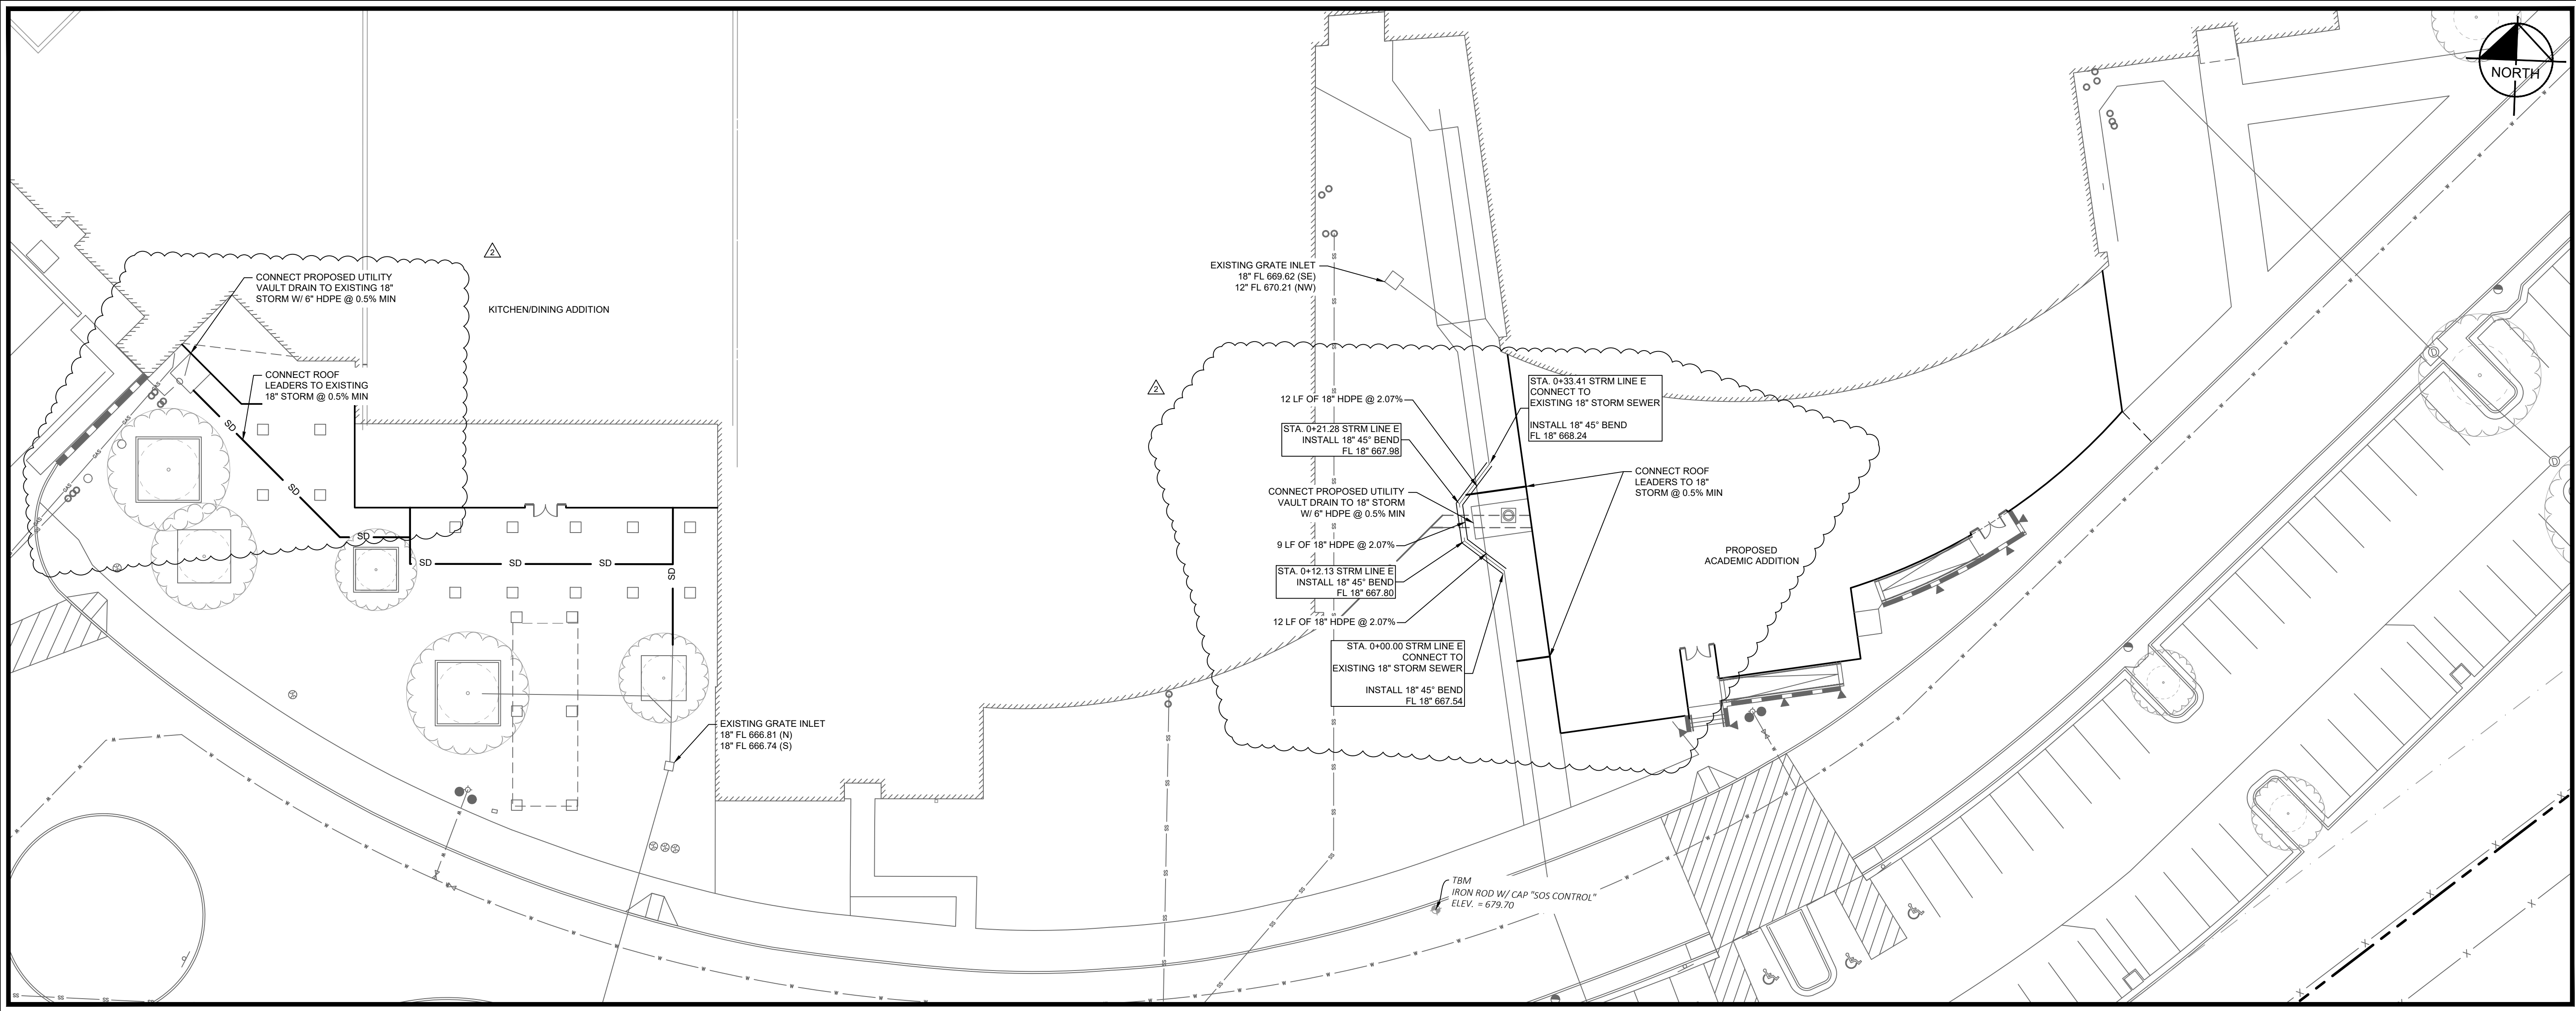 NORTH
2
CONNECT PROPOSED UTILITY
VAULT DRAIN TO EXISTING 18"
STORM W/ 6" HDPE @ 0.5% MIN
KITCHEN/DINING ADDITION
CONNECT ROOF
LEADERS TO EXISTING
18" STORM @ 0.5% MIN
GAS
GAS
GAS
GAS
SD
SD
SD
SD
SD
SD
SD
EXISTING GRATE INLET
18" FL 666.81 (N)
18" FL 666.74 (S)
EXISTING GRATE INLET
18" FL 669.62 (SE)
12" FL 670.21 (NW)
2
12 LF OF 18" HDPE @ 2.07%
STA. 0+21.28 STRM LINE E
INSTALL 18" 45° BEND
FL 18" 667.98
CONNECT PROPOSED UTILITY
VAULT DRAIN TO 18" STORM
W/ 6" HDPE @ 0.5% MIN
9 LF OF 18" HDPE @ 2.07%
STA. 0+12.13 STRM LINE E
INSTALL 18" 45° BEND
FL 18" 667.80
12 LF OF 18" HDPE @ 2.07%
STA. 0+00.00 STRM LINE E
CONNECT TO
EXISTING 18" STORM SEWER
INSTALL 18" 45° BEND
FL 18" 667.54
STA. 0+33.41 STRM LINE E
CONNECT TO
EXISTING 18" STORM SEWER
INSTALL 18" 45° BEND
FL 18" 668.24
CONNECT ROOF
LEADERS TO 18"
STORM @ 0.5% MIN
PROPOSED
ACADEMIC ADDITION
TBM
IRON ROD W/ CAP "SOS CONTROL"
ELEV. = 679.70